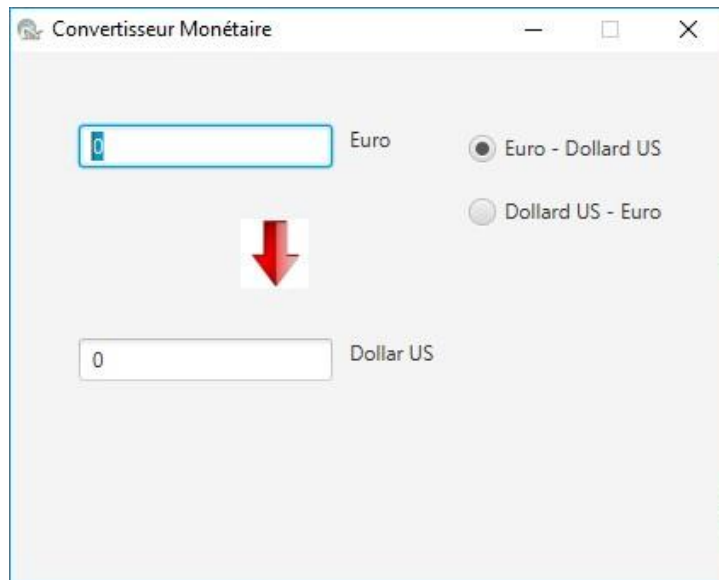 Convertisseur Monétaire
0
Euro
Euro - Dollard US
Dollard US - Euro
0
Dollar US